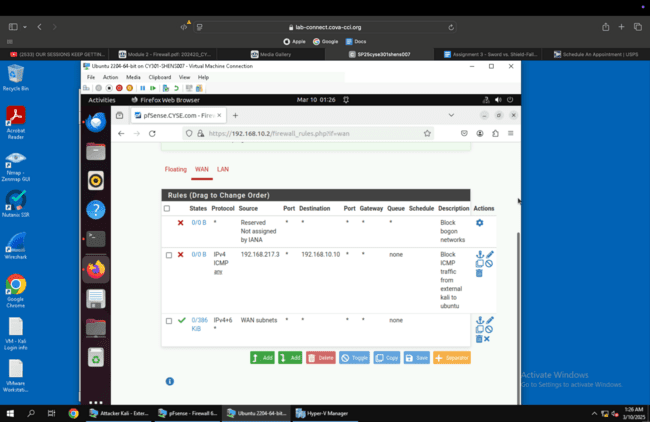 lab-connect.cova-cci.org
Apple Google Docs
(2533) OUR SESSIONS KEEP GETTIN...
Module 2 - Firewall.pdf: 202420_CY...
Media Gallery
SP25cyse301shens007
Assignment 3 - Sword vs. Shield-Fall...
Schedule An Appointment | USPS
Ubuntu 2204-64-bit on CY301-SHENS007 - Virtual Machine Connection
File Action Media Clipboard View Help
Activities Firefox Web Browser Mar 10 01:26
pfSense.CYSE.com - Firew
https://192.168.10.2/firewall_rules.php?if=wan
Floating WAN LAN
Rules (Drag to Change Order)
States Protocol Source Port Destination Port Gateway Queue Schedule Description Actions
0/0 B * Reserved Not assigned by IANA * * * * * Block bogon networks
0/0 B IPv4 ICMP any 192.168.217.3 * 192.168.10.10 * * none Block ICMP traffic from external kali to ubuntu
0/386 KiB IPv4+6 * WAN subnets * * * * none
Add Add Delete Toggle Copy Save Separator
Recycle Bin
Acrobat Reader
Nmap - Zenmap GUI
Nutanix SSR
Wireshark
Google Chrome
VM - Kali Login info
VMware Workstati...
Activate Windows
Go to Settings to activate Windows.
Attacker Kali - Exter...
pfsense - Firewall 6...
Ubuntu 2204-64-bit...
Hyper-V Manager
1:26 AM
3/10/2025